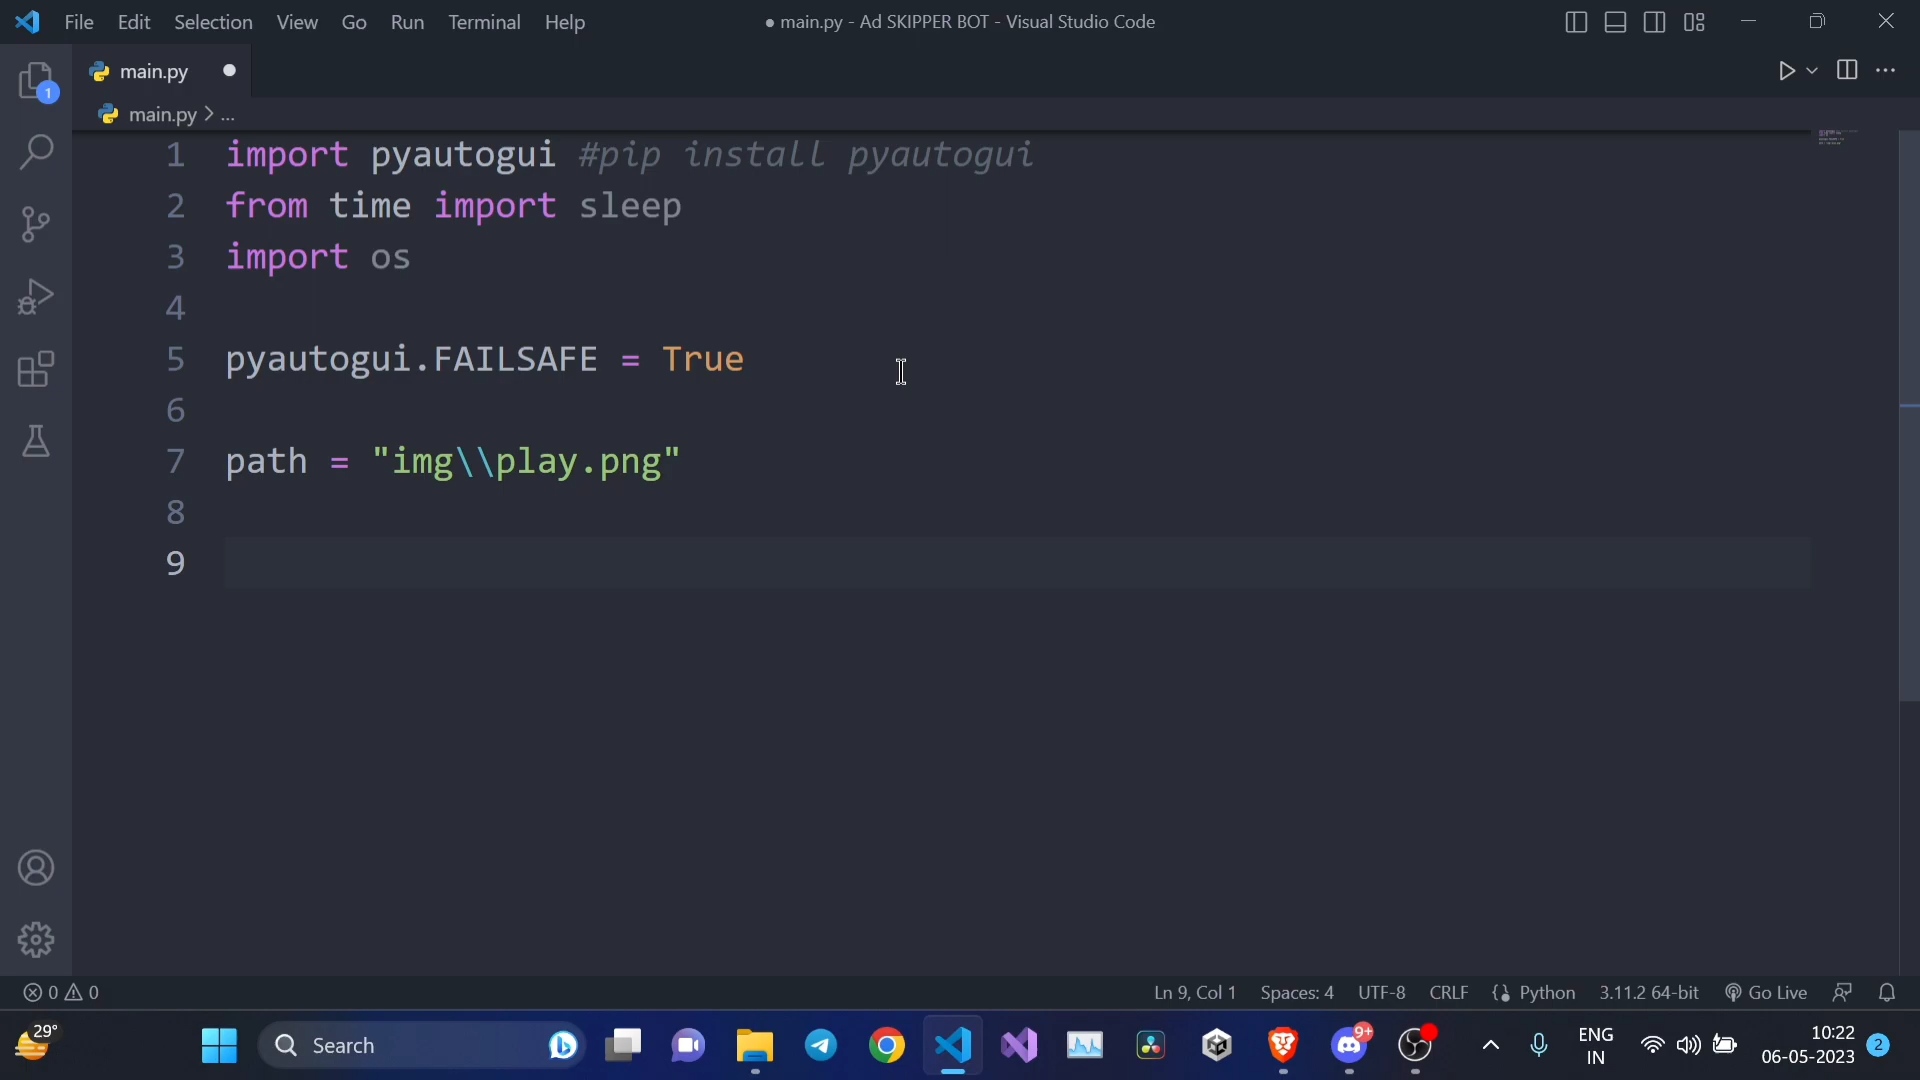 File Edit Selection View Go Run Terminal Help
● main.py - Ad SKIPPER BOT - Visual Studio Code
1
main.py
main.py > ...
1 import pyautogui #pip install pyautogui
2 from time import sleep
3 import os
4
5 pyautogui.FAILSAFE = True
6
7 path = "img\\play.png"
8
9
0 0
Ln 9, Col 1 Spaces: 4 UTF-8 CRLF Python 3.11.2 64-bit Go Live
29°
Search
9+
ENG
IN
10:22
06-05-2023
2